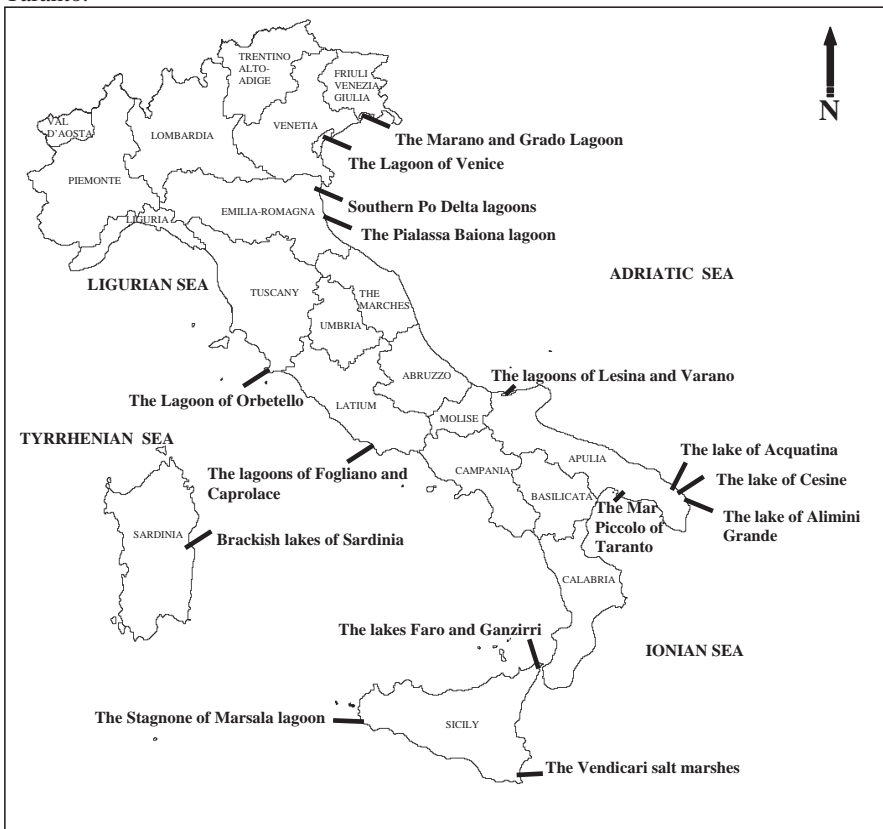 TRENTINO
ALTO-
ADIGE
FRIULI
VENEZIA
GIULIA
N
VAL
D'AOSTA
LOMBARDIA
VENETIA
The Marano and Grado Lagoon
The Lagoon of Venice
PIEMONTE
Southern Po Delta lagoons
EMILIA-ROMAGNA
LIGURIA
The Pialassa Baiona lagoon
LIGURIAN SEA
ADRIATIC SEA
TUSCANY
THE
MARCHES
UMBRIA
ABRUZZO
The lagoons of Lesina and Varano
The Lagoon of Orbetello
LATIUM
MOLISE
TYRRHENIAN SEA
The lake of Acquatina
APULIA
The lagoons of Fogliano and
Caprolace
CAMPANIA
The lake of Cesine
BASILICATA
The Mar
Piccolo of
Taranto
The lake of Alimini
Grande
SARDINIA
Brackish lakes of Sardinia
CALABRIA
The lakes Faro and Ganzirri
IONIAN SEA
The Stagnone of Marsala lagoon
SICILY
The Vendicari salt marshes